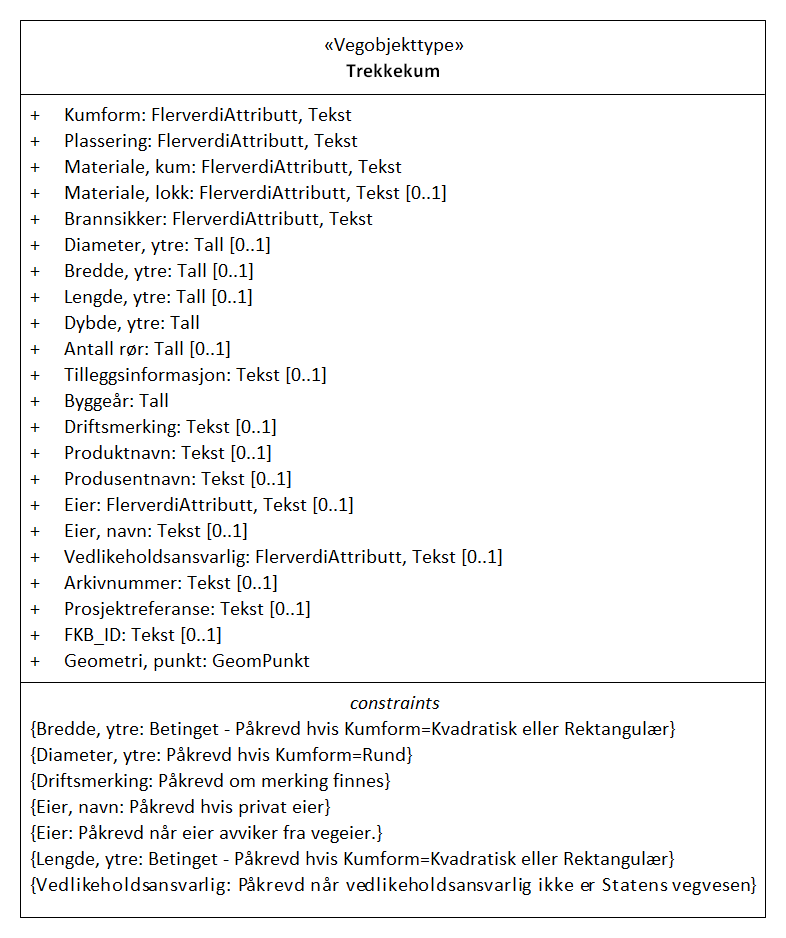 «Vegobjekttype»
Trekkekum
+ Kumform: FlerverdiAttributt, Tekst
+ Plassering: FlerverdiAttributt, Tekst
+ Materiale, kum: FlerverdiAttributt, Tekst
+ Materiale, lokk: FlerverdiAttributt, Tekst [0..1]
+ Brannsikker: FlerverdiAttributt, Tekst
+ Diameter, ytre: Tall [0..1]
+ Bredde, ytre: Tall [0..1]
+ Lengde, ytre: Tall [0..1]
+ Dybde, ytre: Tall
+ Antall rør: Tall [0..1]
+ Tilleggsinformasjon: Tekst [0..1]
+ Byggeår: Tall
+ Driftsmerking: Tekst [0..1]
+ Produktnavn: Tekst [0..1]
+ Produsentnavn: Tekst [0..1]
+ Eier: FlerverdiAttributt, Tekst [0..1]
+ Eier, navn: Tekst [0..1]
+ Vedlikeholdsansvarlig: FlerverdiAttributt, Tekst [0..1]
+ Arkivnummer: Tekst [0..1]
+ Prosjektreferanse: Tekst [0..1]
+ FKB_ID: Tekst [0..1]
+ Geometri, punkt: GeomPunkt
constraints
{Bredde, ytre: Betinget - Påkrevd hvis Kumform=Kvadratisk eller Rektangulær}
{Diameter, ytre: Påkrevd hvis Kumform=Rund}
{Driftsmerking: Påkrevd om merking finnes}
{Eier, navn: Påkrevd hvis privat eier}
{Eier: Påkrevd når eier avviker fra vegeier.}
{Lengde, ytre: Betinget - Påkrevd hvis Kumform=Kvadratisk eller Rektangulær}
{Vedlikeholdsansvarlig: Påkrevd når vedlikeholdsansvarlig ikke er Statens vegvesen}